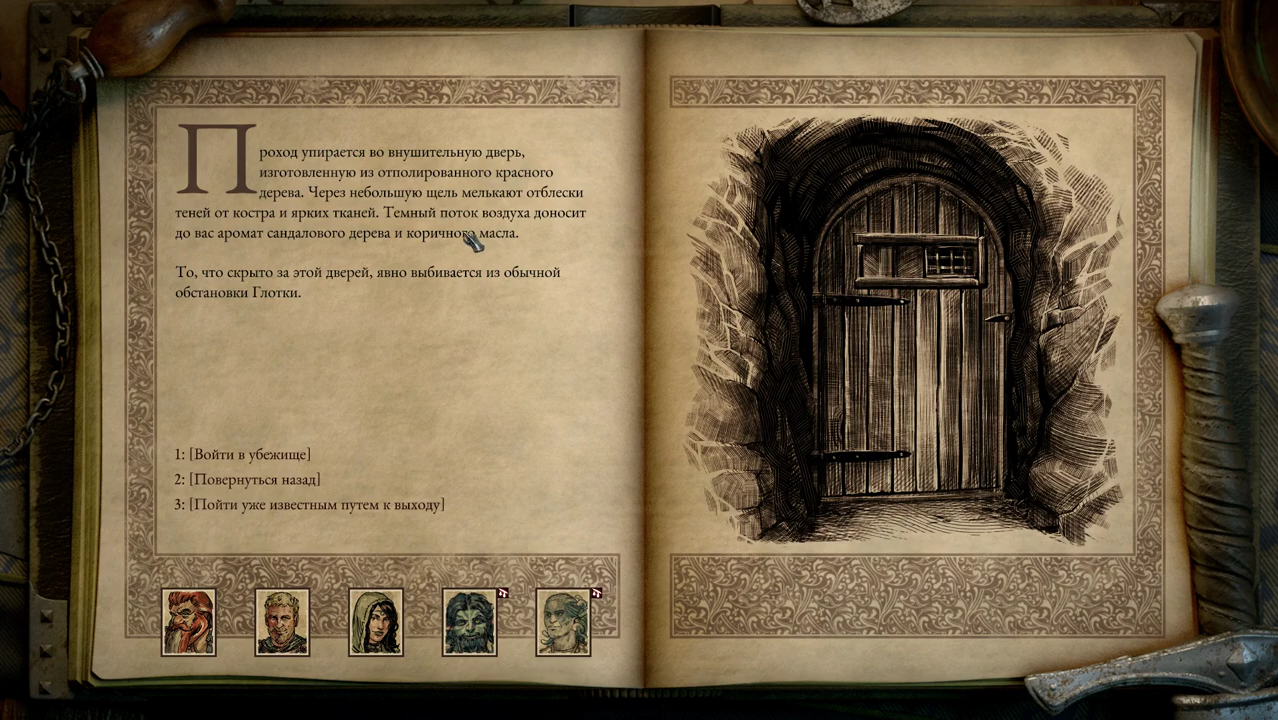 Проход упирается во внушительную дверь,
изготовленную из отполированного красного
дерева. Через небольшую щель мелькают отблески
теней от костра и ярких тканей. Темный поток воздуха доносит
до вас аромат сандалового дерева и коричного масла.
То, что скрыто за этой дверей, явно выбивается из обычной
обстановки Глотки.
1: [Войти в убежище]
2: [Повернуться назад]
3: [Пойти уже известным путем к выходу]